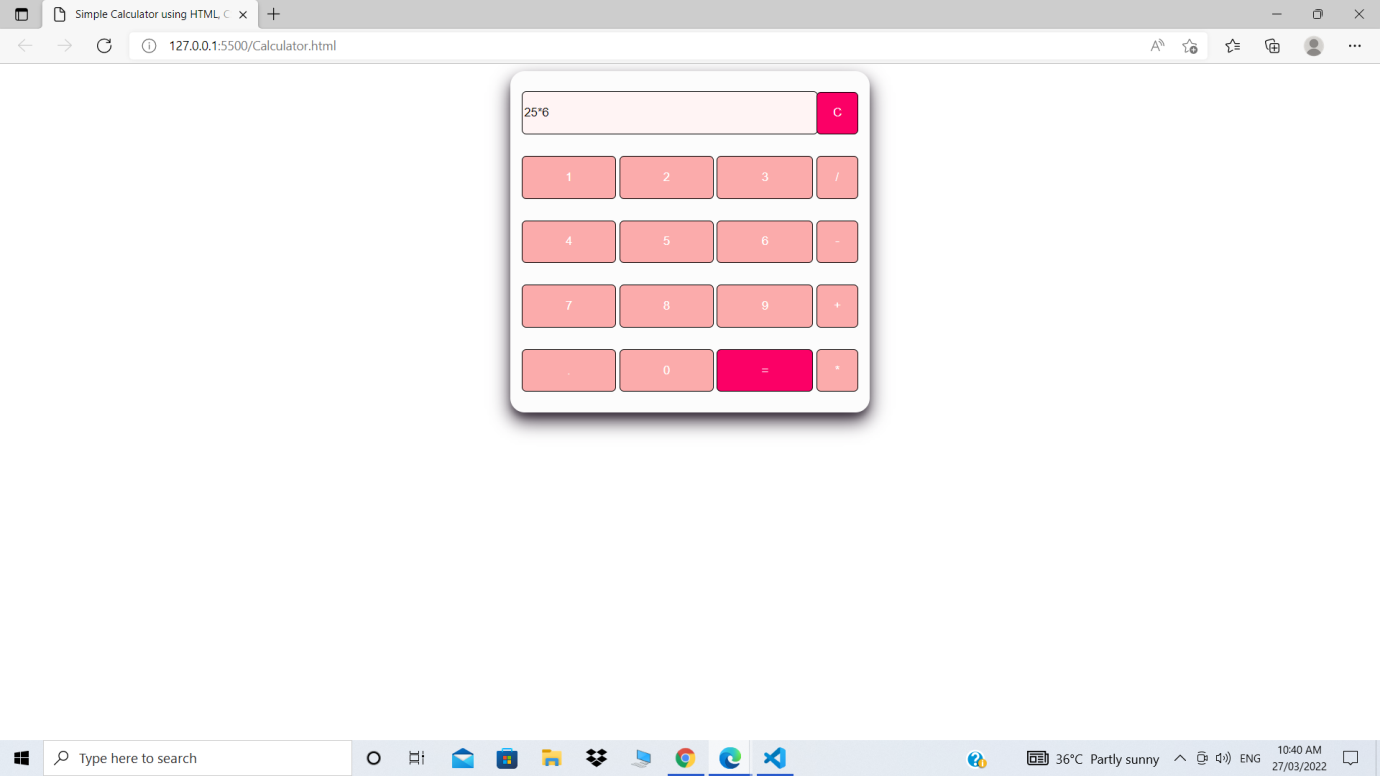 Simple Calculator using HTML, C
127.0.0.1:5500/Calculator.html
25*6 C
1 2 3 /
4 5 6 -
7 8 9 +
. 0 = *
Type here to search
36°C Partly sunny
ENG
10:40 AM
27/03/2022